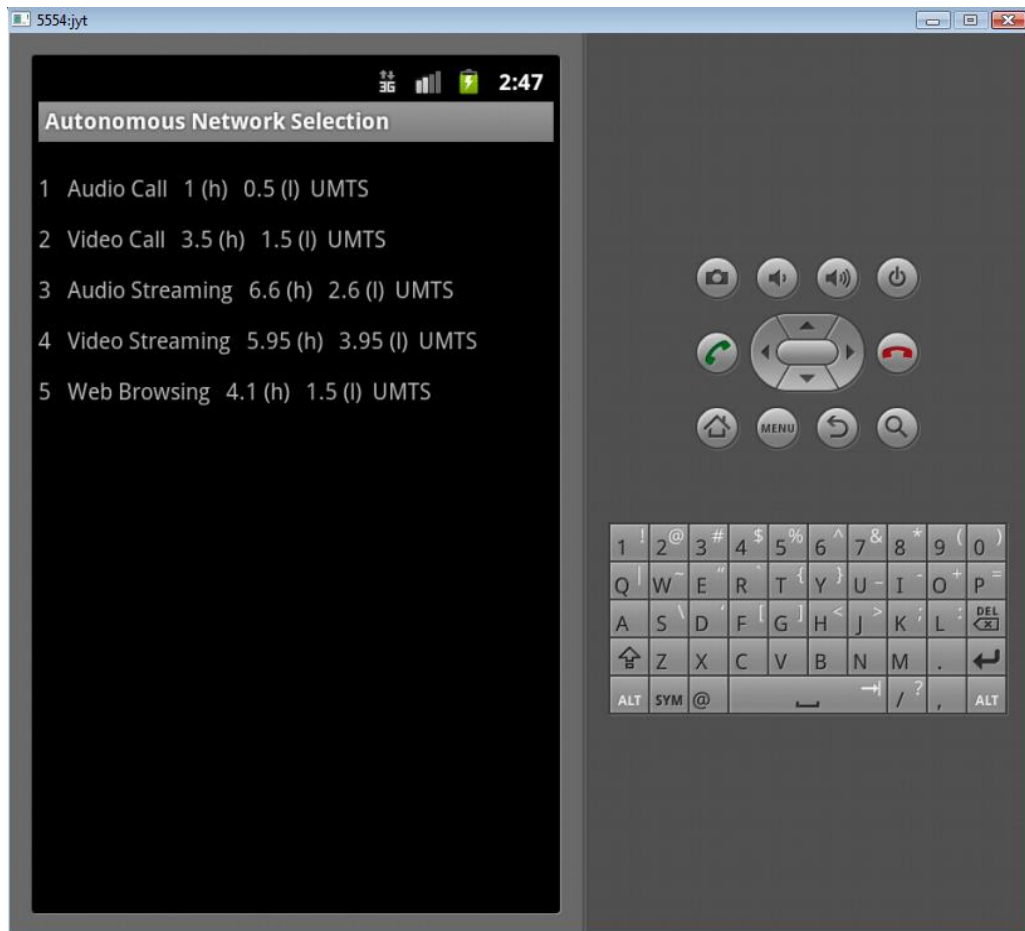 5554:jyt
3G 2:47
Autonomous Network Selection
1 Audio Call 1 (h) 0.5 (l) UMTS
2 Video Call 3.5 (h) 1.5 (l) UMTS
3 Audio Streaming 6.6 (h) 2.6 (l) UMTS
4 Video Streaming 5.95 (h) 3.95 (l) UMTS
5 Web Browsing 4.1 (h) 1.5 (l) UMTS
MENU
1 ! 2 @ 3 # 4 $ 5 % 6 ^ 7 & 8 * 9 ( 0 )
Q | W ~ E " R ` T { Y } U _ I - O + P =
A S \ D ' F [ G ] H < J > K ; L : DEL
Z X C V B N M .
ALT SYM @ / ? , ALT